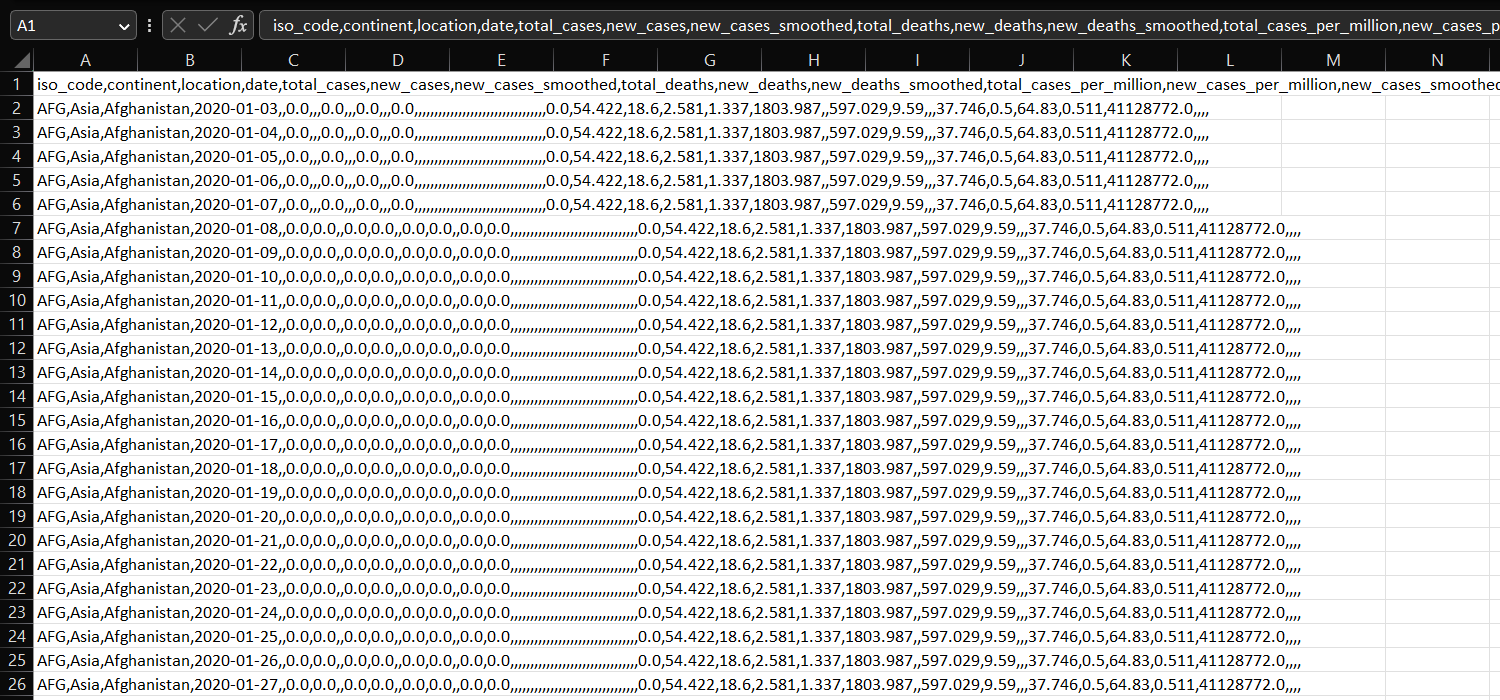 A1
fx
iso_code,continent,location,date,total_cases,new_cases,new_cases_smoothed,total_deaths,new_deaths,new_deaths_smoothed,total_cases_per_million,new_cases_p
A B C D E F G H I J K L M N
1 iso_code,continent,location,date,total_cases,new_cases,new_cases_smoothed,total_deaths,new_deaths,new_deaths_smoothed,total_cases_per_million,new_cases_per_million,new_cases_smoothed
2 AFG,Asia,Afghanistan,2020-01-03,,0.0,,,0.0,,,0.0,,,0.0,,,,,,,,,,,,,,,,,,,,,,,,,,,,,,,,,0.0,54.422,18.6,2.581,1.337,1803.987,,597.029,9.59,,,37.746,0.5,64.83,0.511,41128772.0,,,,
3 AFG,Asia,Afghanistan,2020-01-04,,0.0,,,0.0,,,0.0,,,0.0,,,,,,,,,,,,,,,,,,,,,,,,,,,,,,,,,0.0,54.422,18.6,2.581,1.337,1803.987,,597.029,9.59,,,37.746,0.5,64.83,0.511,41128772.0,,,,
4 AFG,Asia,Afghanistan,2020-01-05,,0.0,,,0.0,,,0.0,,,0.0,,,,,,,,,,,,,,,,,,,,,,,,,,,,,,,,,0.0,54.422,18.6,2.581,1.337,1803.987,,597.029,9.59,,,37.746,0.5,64.83,0.511,41128772.0,,,,
5 AFG,Asia,Afghanistan,2020-01-06,,0.0,,,0.0,,,0.0,,,0.0,,,,,,,,,,,,,,,,,,,,,,,,,,,,,,,,,0.0,54.422,18.6,2.581,1.337,1803.987,,597.029,9.59,,,37.746,0.5,64.83,0.511,41128772.0,,,,
6 AFG,Asia,Afghanistan,2020-01-07,,0.0,,,0.0,,,0.0,,,0.0,,,,,,,,,,,,,,,,,,,,,,,,,,,,,,,,,0.0,54.422,18.6,2.581,1.337,1803.987,,597.029,9.59,,,37.746,0.5,64.83,0.511,41128772.0,,,,
7 AFG,Asia,Afghanistan,2020-01-08,,0.0,0.0,,0.0,0.0,,0.0,0.0,,0.0,0.0,,,,,,,,,,,,,,,,,,,,,,,,,,,,,,,,0.0,54.422,18.6,2.581,1.337,1803.987,,597.029,9.59,,,37.746,0.5,64.83,0.511,41128772.0,,,,
8 AFG,Asia,Afghanistan,2020-01-09,,0.0,0.0,,0.0,0.0,,0.0,0.0,,0.0,0.0,,,,,,,,,,,,,,,,,,,,,,,,,,,,,,,,0.0,54.422,18.6,2.581,1.337,1803.987,,597.029,9.59,,,37.746,0.5,64.83,0.511,41128772.0,,,,
9 AFG,Asia,Afghanistan,2020-01-10,,0.0,0.0,,0.0,0.0,,0.0,0.0,,0.0,0.0,,,,,,,,,,,,,,,,,,,,,,,,,,,,,,,,0.0,54.422,18.6,2.581,1.337,1803.987,,597.029,9.59,,,37.746,0.5,64.83,0.511,41128772.0,,,,
10 AFG,Asia,Afghanistan,2020-01-11,,0.0,0.0,,0.0,0.0,,0.0,0.0,,0.0,0.0,,,,,,,,,,,,,,,,,,,,,,,,,,,,,,,,0.0,54.422,18.6,2.581,1.337,1803.987,,597.029,9.59,,,37.746,0.5,64.83,0.511,41128772.0,,,,
11 AFG,Asia,Afghanistan,2020-01-12,,0.0,0.0,,0.0,0.0,,0.0,0.0,,0.0,0.0,,,,,,,,,,,,,,,,,,,,,,,,,,,,,,,,0.0,54.422,18.6,2.581,1.337,1803.987,,597.029,9.59,,,37.746,0.5,64.83,0.511,41128772.0,,,,
12 AFG,Asia,Afghanistan,2020-01-13,,0.0,0.0,,0.0,0.0,,0.0,0.0,,0.0,0.0,,,,,,,,,,,,,,,,,,,,,,,,,,,,,,,,0.0,54.422,18.6,2.581,1.337,1803.987,,597.029,9.59,,,37.746,0.5,64.83,0.511,41128772.0,,,,
13 AFG,Asia,Afghanistan,2020-01-14,,0.0,0.0,,0.0,0.0,,0.0,0.0,,0.0,0.0,,,,,,,,,,,,,,,,,,,,,,,,,,,,,,,,0.0,54.422,18.6,2.581,1.337,1803.987,,597.029,9.59,,,37.746,0.5,64.83,0.511,41128772.0,,,,
14 AFG,Asia,Afghanistan,2020-01-15,,0.0,0.0,,0.0,0.0,,0.0,0.0,,0.0,0.0,,,,,,,,,,,,,,,,,,,,,,,,,,,,,,,,0.0,54.422,18.6,2.581,1.337,1803.987,,597.029,9.59,,,37.746,0.5,64.83,0.511,41128772.0,,,,
15 AFG,Asia,Afghanistan,2020-01-16,,0.0,0.0,,0.0,0.0,,0.0,0.0,,0.0,0.0,,,,,,,,,,,,,,,,,,,,,,,,,,,,,,,,0.0,54.422,18.6,2.581,1.337,1803.987,,597.029,9.59,,,37.746,0.5,64.83,0.511,41128772.0,,,,
16 AFG,Asia,Afghanistan,2020-01-17,,0.0,0.0,,0.0,0.0,,0.0,0.0,,0.0,0.0,,,,,,,,,,,,,,,,,,,,,,,,,,,,,,,,0.0,54.422,18.6,2.581,1.337,1803.987,,597.029,9.59,,,37.746,0.5,64.83,0.511,41128772.0,,,,
17 AFG,Asia,Afghanistan,2020-01-18,,0.0,0.0,,0.0,0.0,,0.0,0.0,,0.0,0.0,,,,,,,,,,,,,,,,,,,,,,,,,,,,,,,,0.0,54.422,18.6,2.581,1.337,1803.987,,597.029,9.59,,,37.746,0.5,64.83,0.511,41128772.0,,,,
18 AFG,Asia,Afghanistan,2020-01-19,,0.0,0.0,,0.0,0.0,,0.0,0.0,,0.0,0.0,,,,,,,,,,,,,,,,,,,,,,,,,,,,,,,,0.0,54.422,18.6,2.581,1.337,1803.987,,597.029,9.59,,,37.746,0.5,64.83,0.511,41128772.0,,,,
19 AFG,Asia,Afghanistan,2020-01-20,,0.0,0.0,,0.0,0.0,,0.0,0.0,,0.0,0.0,,,,,,,,,,,,,,,,,,,,,,,,,,,,,,,,0.0,54.422,18.6,2.581,1.337,1803.987,,597.029,9.59,,,37.746,0.5,64.83,0.511,41128772.0,,,,
20 AFG,Asia,Afghanistan,2020-01-21,,0.0,0.0,,0.0,0.0,,0.0,0.0,,0.0,0.0,,,,,,,,,,,,,,,,,,,,,,,,,,,,,,,,0.0,54.422,18.6,2.581,1.337,1803.987,,597.029,9.59,,,37.746,0.5,64.83,0.511,41128772.0,,,,
21 AFG,Asia,Afghanistan,2020-01-22,,0.0,0.0,,0.0,0.0,,0.0,0.0,,0.0,0.0,,,,,,,,,,,,,,,,,,,,,,,,,,,,,,,,0.0,54.422,18.6,2.581,1.337,1803.987,,597.029,9.59,,,37.746,0.5,64.83,0.511,41128772.0,,,,
22 AFG,Asia,Afghanistan,2020-01-23,,0.0,0.0,,0.0,0.0,,0.0,0.0,,0.0,0.0,,,,,,,,,,,,,,,,,,,,,,,,,,,,,,,,0.0,54.422,18.6,2.581,1.337,1803.987,,597.029,9.59,,,37.746,0.5,64.83,0.511,41128772.0,,,,
23 AFG,Asia,Afghanistan,2020-01-24,,0.0,0.0,,0.0,0.0,,0.0,0.0,,0.0,0.0,,,,,,,,,,,,,,,,,,,,,,,,,,,,,,,,0.0,54.422,18.6,2.581,1.337,1803.987,,597.029,9.59,,,37.746,0.5,64.83,0.511,41128772.0,,,,
24 AFG,Asia,Afghanistan,2020-01-25,,0.0,0.0,,0.0,0.0,,0.0,0.0,,0.0,0.0,,,,,,,,,,,,,,,,,,,,,,,,,,,,,,,,0.0,54.422,18.6,2.581,1.337,1803.987,,597.029,9.59,,,37.746,0.5,64.83,0.511,41128772.0,,,,
25 AFG,Asia,Afghanistan,2020-01-26,,0.0,0.0,,0.0,0.0,,0.0,0.0,,0.0,0.0,,,,,,,,,,,,,,,,,,,,,,,,,,,,,,,,0.0,54.422,18.6,2.581,1.337,1803.987,,597.029,9.59,,,37.746,0.5,64.83,0.511,41128772.0,,,,
26 AFG,Asia,Afghanistan,2020-01-27,,0.0,0.0,,0.0,0.0,,0.0,0.0,,0.0,0.0,,,,,,,,,,,,,,,,,,,,,,,,,,,,,,,,0.0,54.422,18.6,2.581,1.337,1803.987,,597.029,9.59,,,37.746,0.5,64.83,0.511,41128772.0,,,,